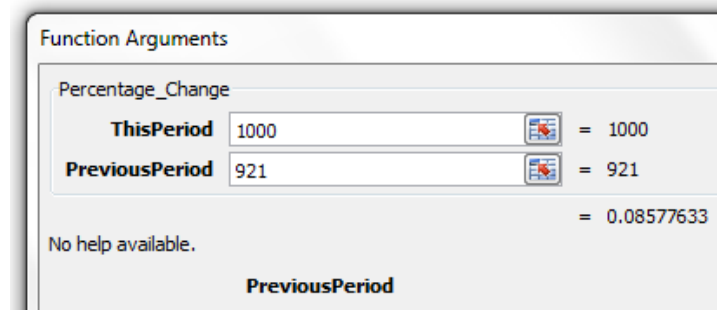 Function Arguments
Percentage_Change
ThisPeriod 1000 = 1000
PreviousPeriod 921 = 921
= 0.08577633
No help available.
PreviousPeriod